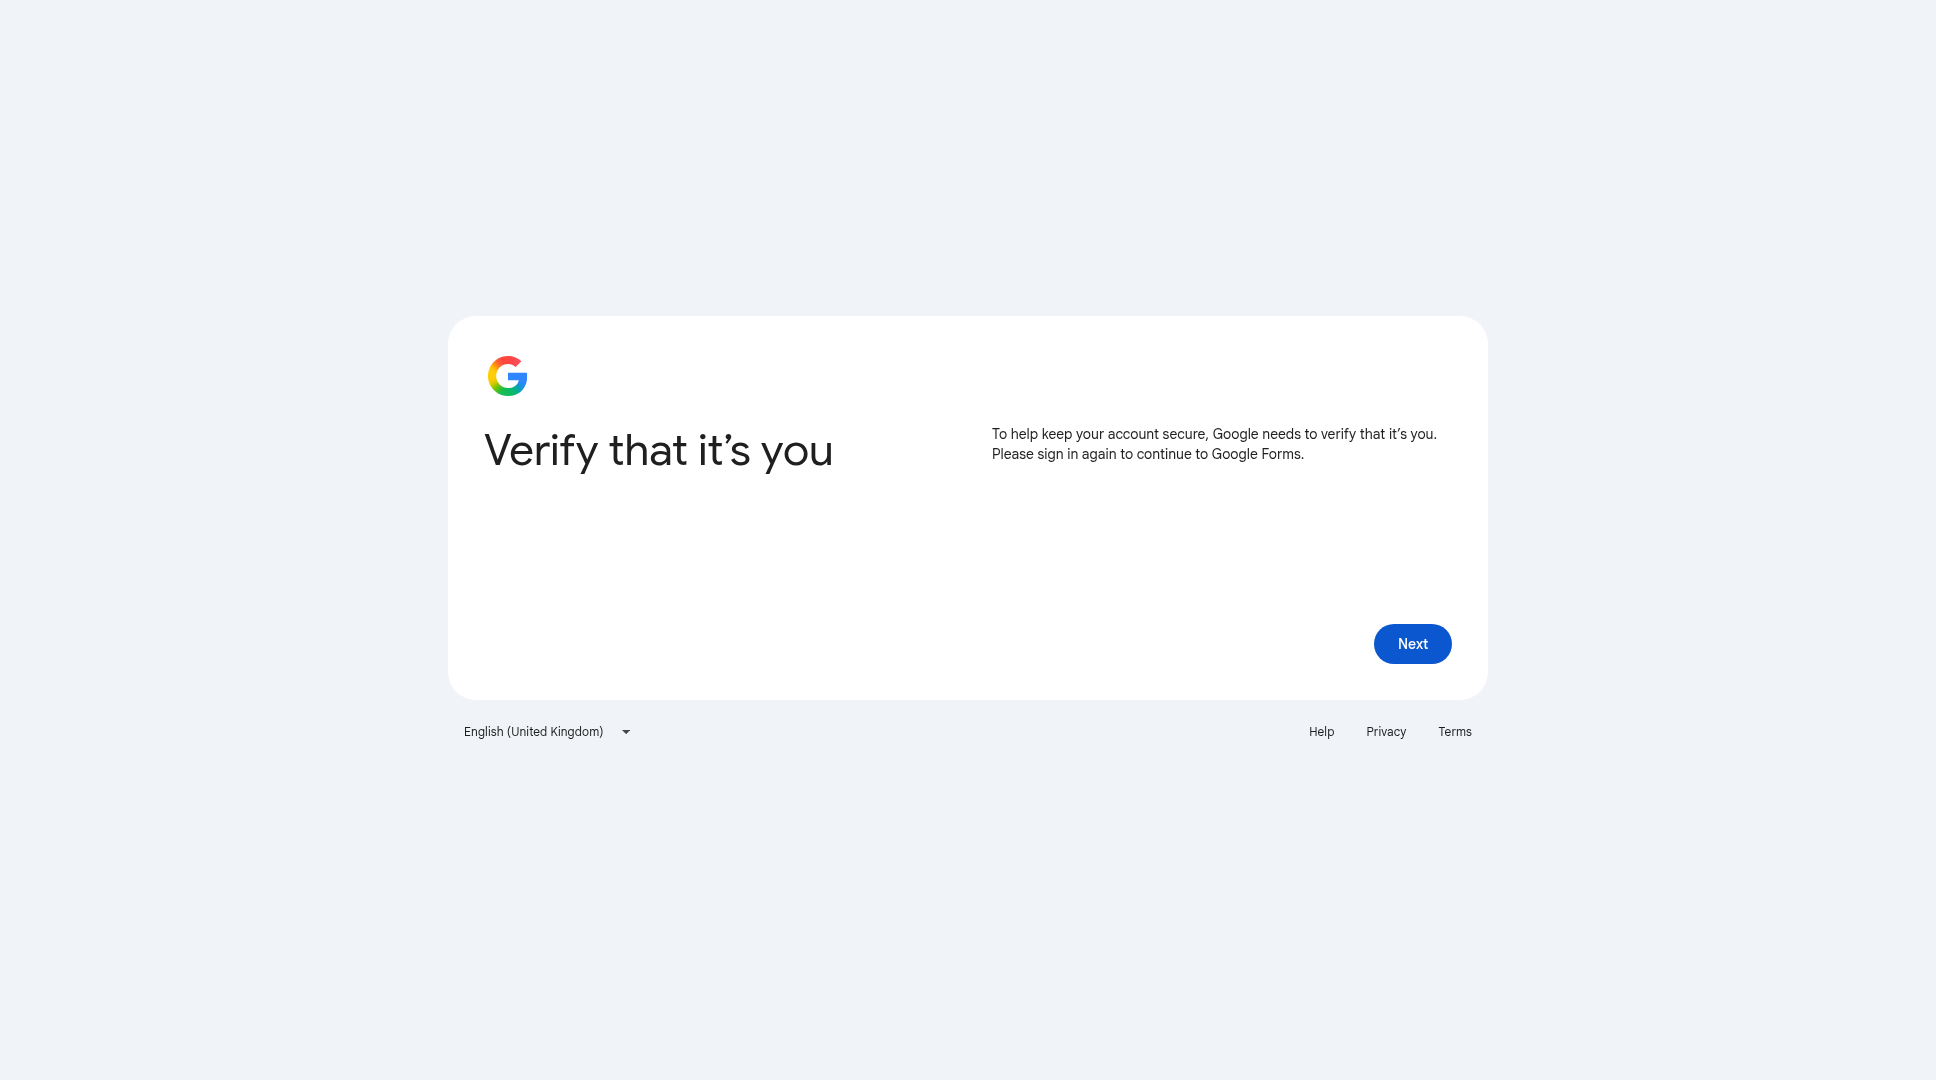 Verify that it’s you
To help keep your account secure, Google needs to verify that it’s you.
Please sign in again to continue to Google Forms.
Next
English (United Kingdom)
Help
Privacy
Terms